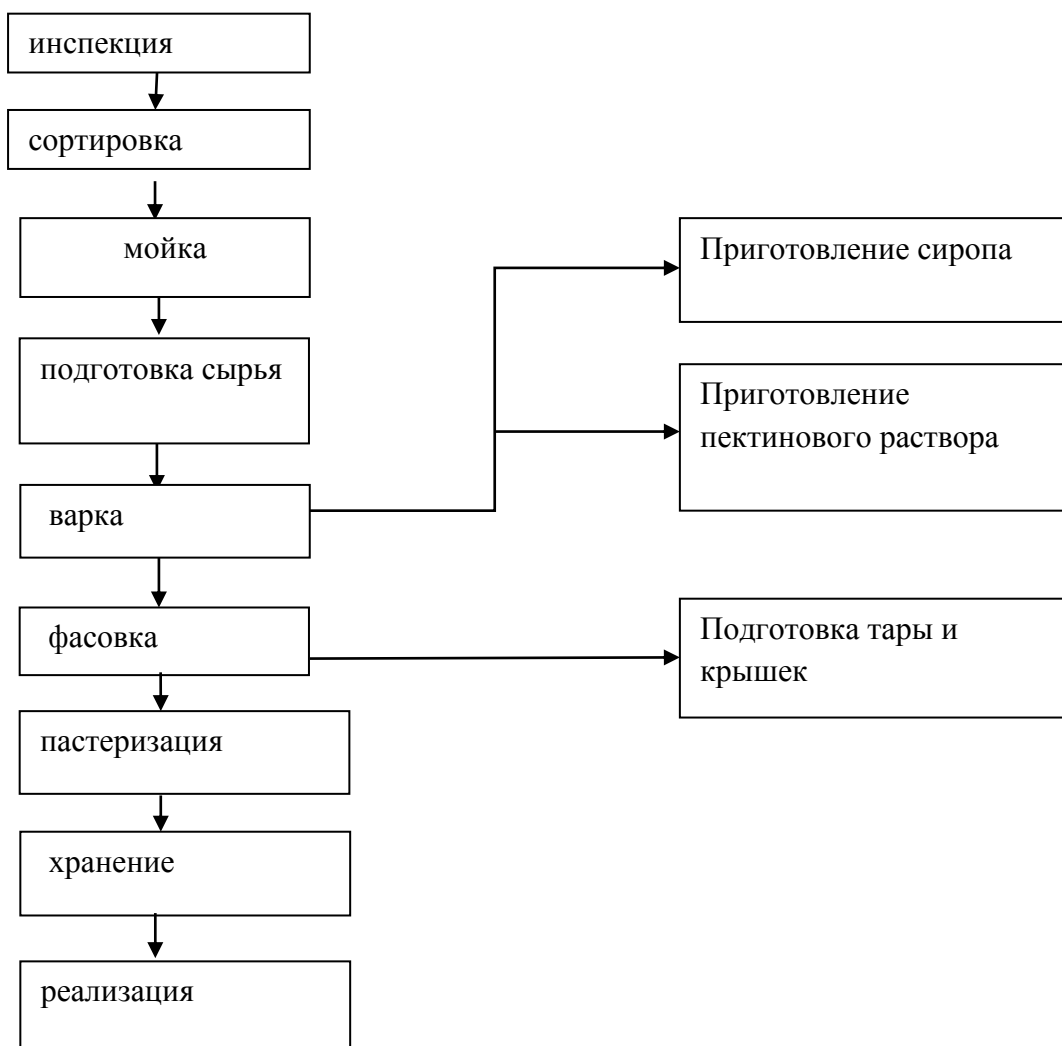 инспекция
сортировка
мойка
подготовка сырья
варка
фасовка
пастеризация
хранение
реализация
Приготовление сиропа
Приготовление
пектинового раствора
Подготовка тары и
крышек